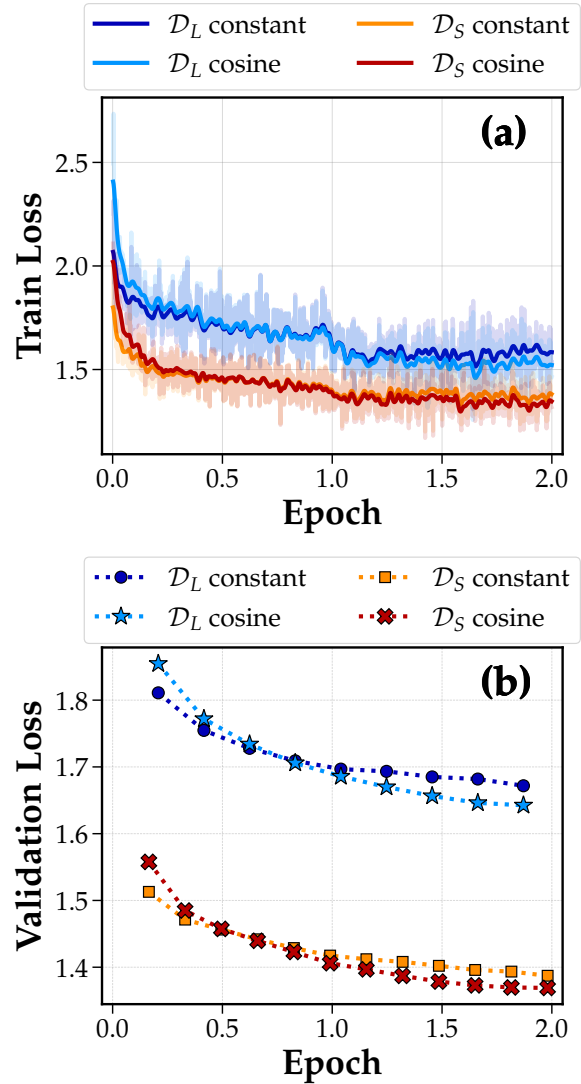 𝒟_L constant 𝒟_S constant
𝒟_L cosine 𝒟_S cosine
(a)
Train Loss
2.5
2.0
1.5
0.0 0.5 1.0 1.5 2.0
Epoch
𝒟_L constant 𝒟_S constant
𝒟_L cosine 𝒟_S cosine
(b)
Validation Loss
1.8
1.7
1.6
1.5
1.4
0.0 0.5 1.0 1.5 2.0
Epoch